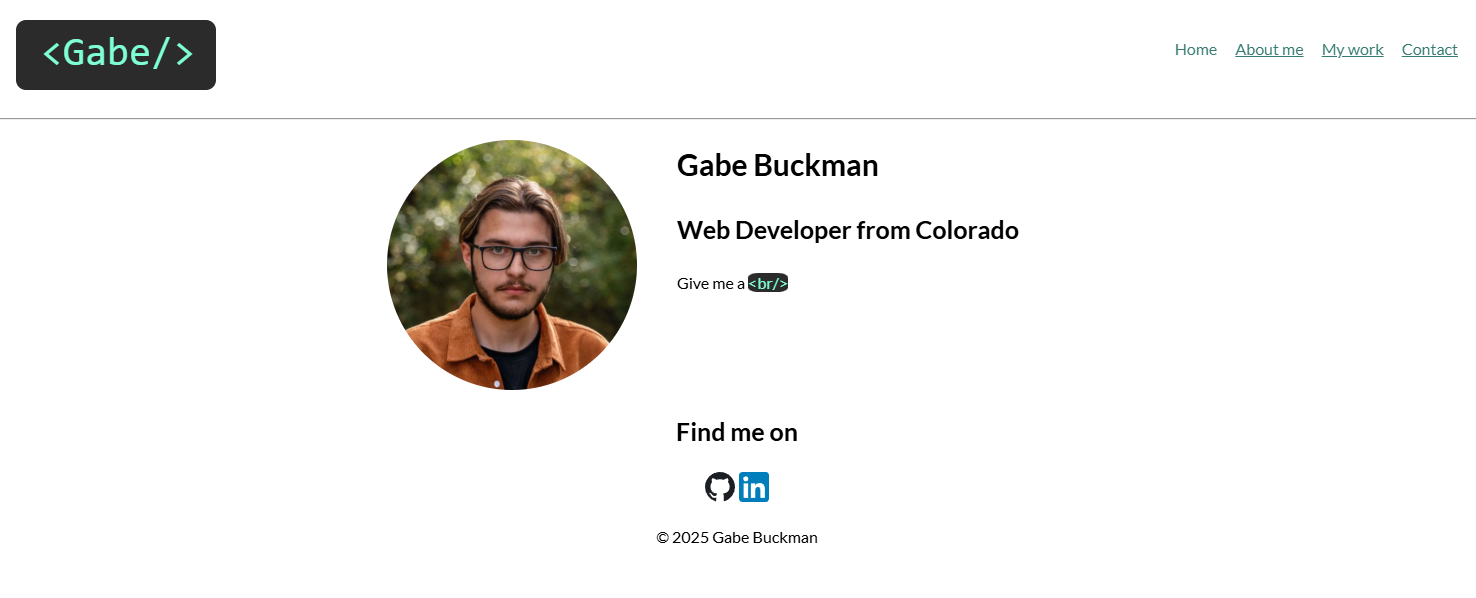 <Gabe/>
Home About me My work Contact
Gabe Buckman
Web Developer from Colorado
Give me a <br/>
Find me on
in
© 2025 Gabe Buckman